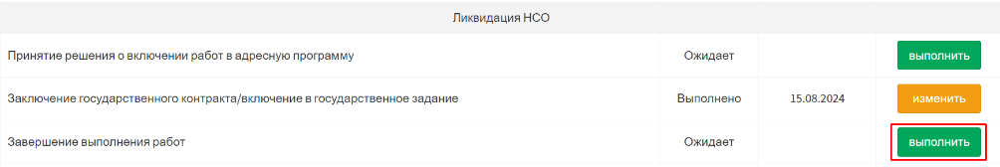 Ликвидация НСО
Принятие решения о включении работ в адресную программу Ожидает выполнить
Заключение государственного контракта/включение в государственное задание Выполнено 15.08.2024 изменить
Завершение выполнения работ Ожидает выполнить